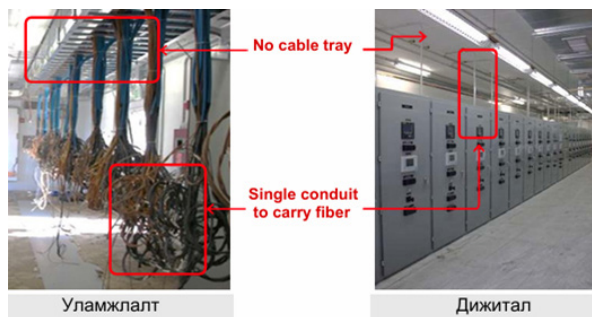 No cable tray
Single conduit
to carry fiber
Уламжлалт
Дижитал